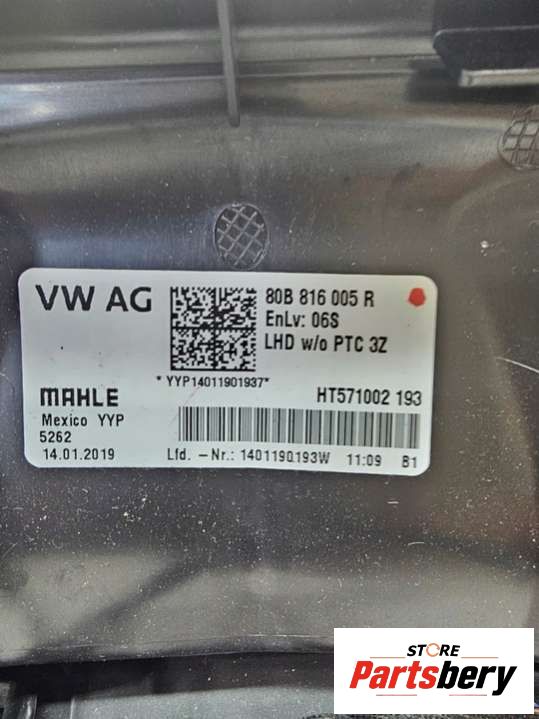 VW AG
80B 816 005 R
EnLv: 06S
LHD w/o PTC 3Z
* YYP14011901937*
MAHLE
HT571002 193
Mexico YYP
5262
14.01.2019
Lfd. -Nr.: 1401190193W 11:09 B1
STORE
Partsbery